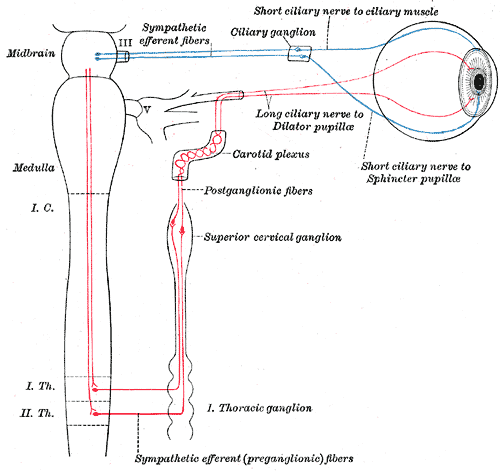 Short ciliary nerve to ciliary muscle
Sympathetic
efferent fibers
Ciliary ganglion
III
Midbrain
V
Long ciliary nerve to
Dilator pupillæ
Carotid plexus
Medulla
Short ciliary nerve to
Sphincter pupillæ
Postganglionic fibers
I. C.
Superior cervical ganglion
I. Th.
II. Th.
I. Thoracic ganglion
Sympathetic efferent (preganglionic) fibers